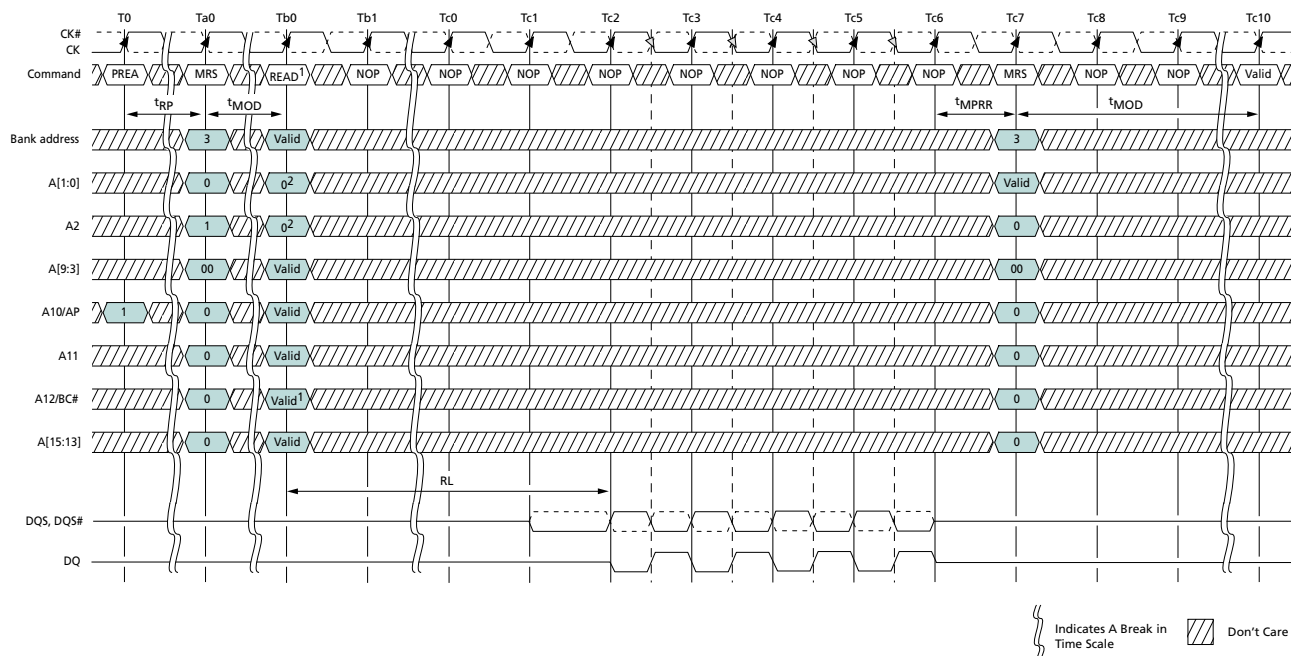 T0 Ta0 Tb0 Tb1 Tc0 Tc1 Tc2 Tc3 Tc4 Tc5 Tc6 Tc7 Tc8 Tc9 Tc10
CK#
CK
Command PREA MRS READ1 NOP NOP NOP NOP NOP NOP NOP NOP MRS NOP NOP Valid
tRP tMOD tMPRR tMOD
Bank address 3 Valid 3
A[1:0] 0 02 Valid
A2 1 02 0
A[9:3] 00 Valid 00
A10/AP 1 0 Valid 0
A11 0 Valid 0
A12/BC# 0 Valid1 0
A[15:13] 0 Valid 0
RL
DQS, DQS#
DQ
Indicates A Break in
Time Scale
Don't Care